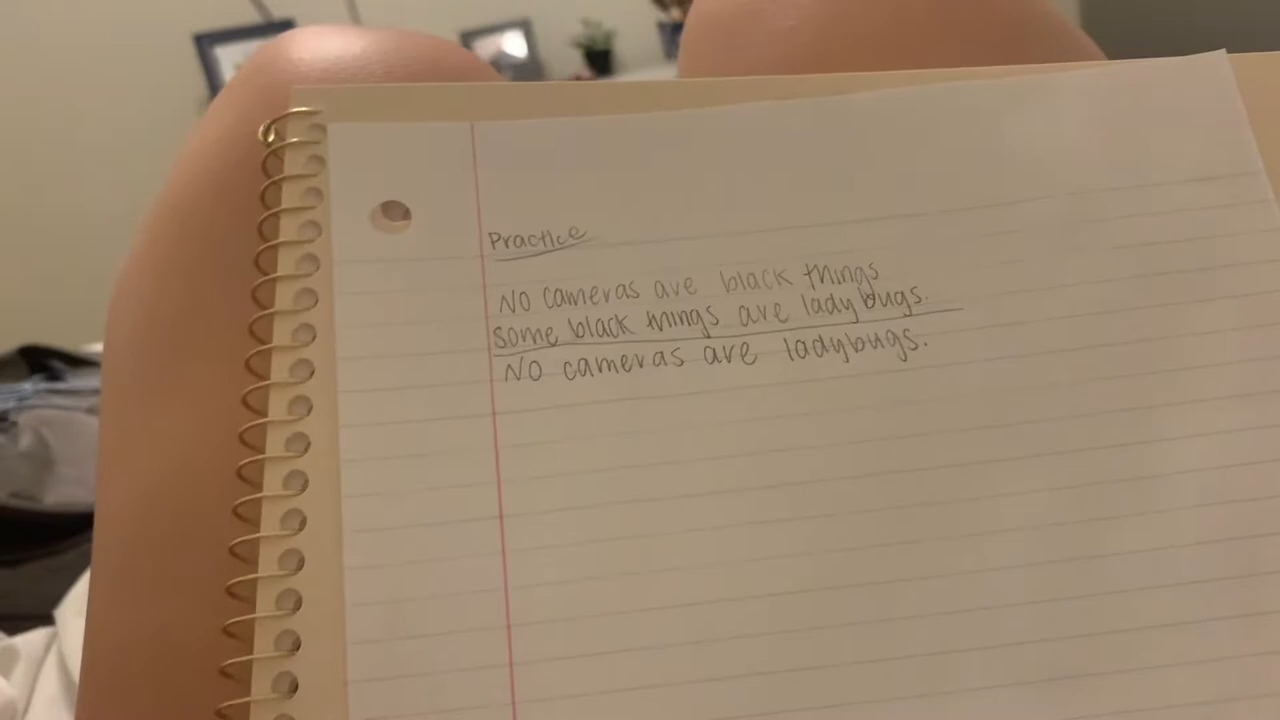 Practice
No cameras are black things
some black things are ladybugs.
No cameras are ladybugs.